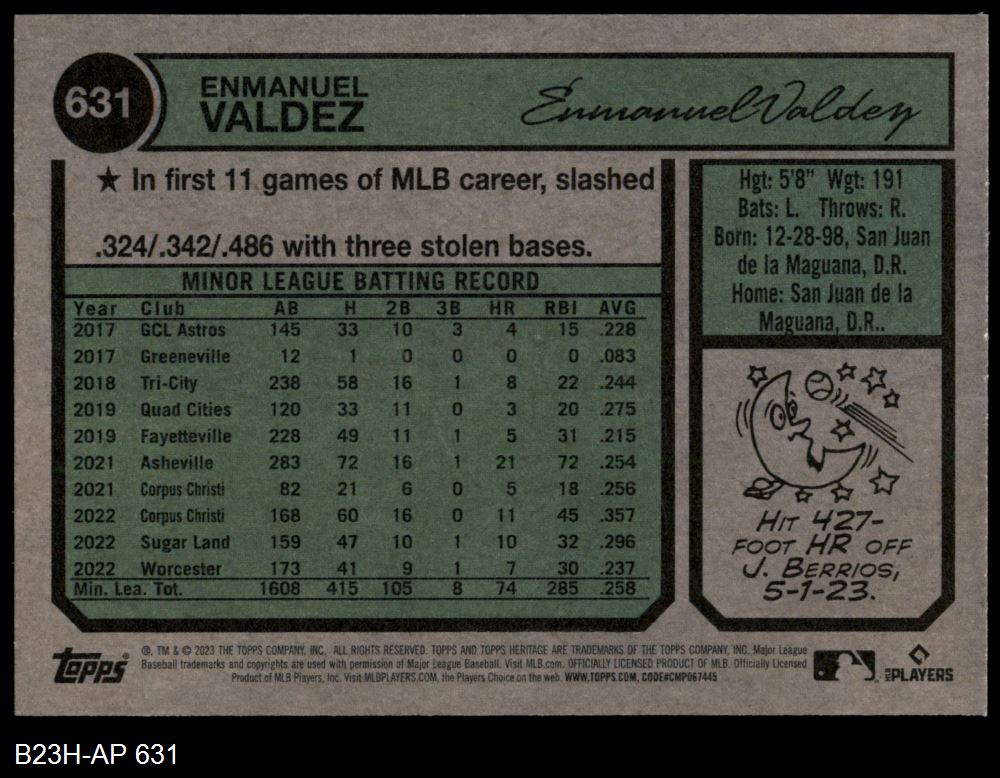 631
ENMANUEL
VALDEZ
Enmanuel Valdez
★ In first 11 games of MLB career, slashed
.324/.342/.486 with three stolen bases.
MINOR LEAGUE BATTING RECORD
Year Club AB H 2B 3B HR RBI AVG
2017 GCL Astros 145 33 10 3 4 15 .228
2017 Greeneville 12 1 0 0 0 0 .083
2018 Tri-City 238 58 16 1 8 22 .244
2019 Quad Cities 120 33 11 0 3 20 .275
2019 Fayetteville 228 49 11 1 5 31 .215
2021 Asheville 283 72 16 1 21 72 .254
2021 Corpus Christi 82 21 6 0 5 18 .256
2022 Corpus Christi 168 60 16 0 11 45 .357
2022 Sugar Land 159 47 10 1 10 32 .296
2022 Worcester 173 41 9 1 7 30 .237
Min. Lea. Tot. 1608 415 105 8 74 285 .258
Hgt: 5'8" Wgt: 191
Bats: L. Throws: R.
Born: 12-28-98, San Juan
de la Maguana, D.R.
Home: San Juan de la
Maguana, D.R..
HIT 427-
FOOT HR OFF
J. BERRIOS,
5-1-23.
Topps
®, TM & © 2023 THE TOPPS COMPANY, INC. ALL RIGHTS RESERVED. TOPPS AND TOPPS HERITAGE ARE TRADEMARKS OF THE TOPPS COMPANY, INC. Major League
Baseball trademarks and copyrights are used with permission of Major League Baseball. Visit MLB.com. OFFICIALLY LICENSED PRODUCT OF MLB. Officially Licensed
Product of MLB Players, Inc. Visit MLBPLAYERS.COM, the Players Choice on the web. WWW.TOPPS.COM. CODE#CMP067445
MLB PLAYERS
B23H-AP 631